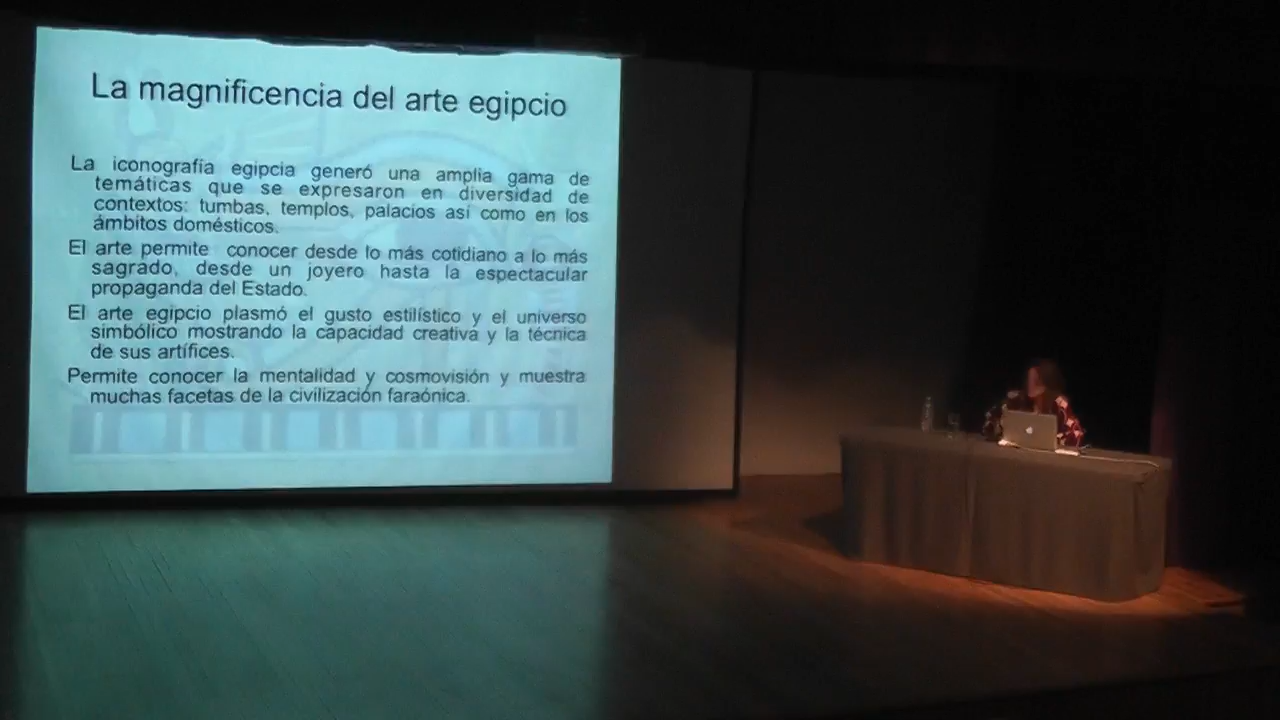 La magnificencia del arte egipcio
La iconografía egipcia generó una amplia gama de
temáticas que se expresaron en diversidad de
contextos: tumbas, templos, palacios así como en los
ámbitos domésticos.
El arte permite conocer desde lo más cotidiano a lo más
sagrado, desde un joyero hasta la espectacular
propaganda del Estado.
El arte egipcio plasmó el gusto estilístico y el universo
simbólico mostrando la capacidad creativa y la técnica
de sus artífices.
Permite conocer la mentalidad y cosmovisión y muestra
muchas facetas de la civilización faraónica.